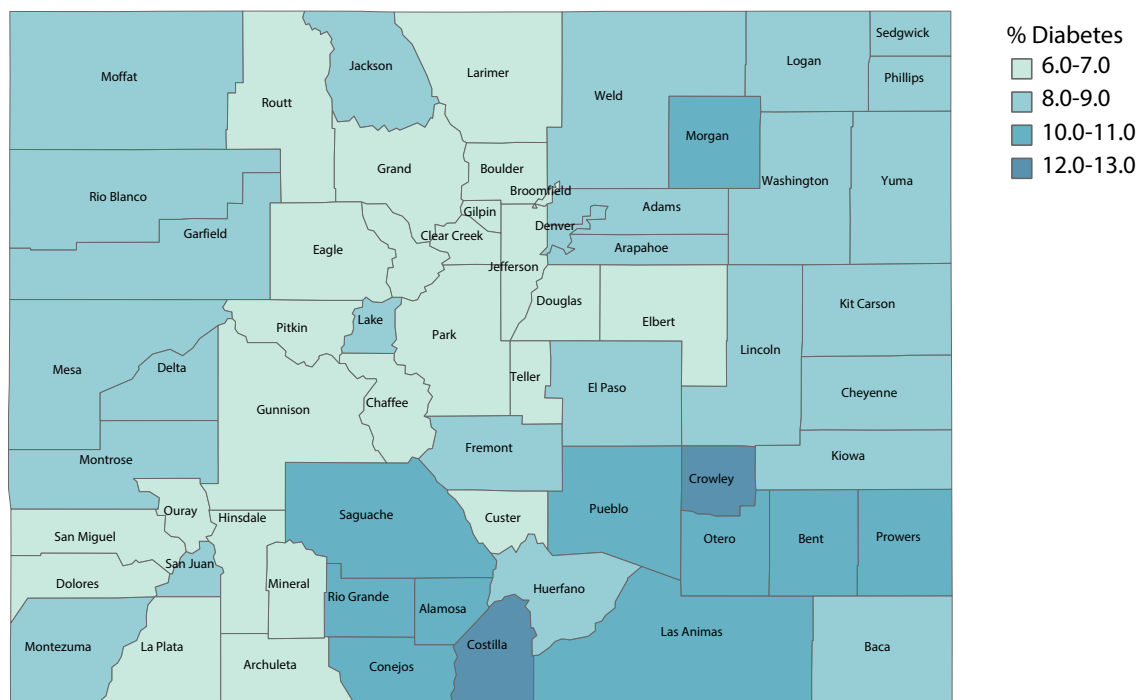 % Diabetes
6.0-7.0
8.0-9.0
10.0-11.0
12.0-13.0
Sedgwick
Logan
Jackson
Larimer
Moffat
Phillips
Weld
Routt
Morgan
Grand
Boulder
Washington
Yuma
Broomfield
Rio Blanco
Adams
Gilpin
Denver
Garfield
Clear Creek
Arapahoe
Eagle
Jefferson
Douglas
Kit Carson
Lake
Elbert
Pitkin
Park
Lincoln
Mesa
Delta
Teller
El Paso
Cheyenne
Chaffee
Gunnison
Fremont
Kiowa
Montrose
Crowley
Pueblo
Ouray
Saguache
Hinsdale
Custer
San Miguel
Otero
Bent
Prowers
San Juan
Dolores
Mineral
Huerfano
Rio Grande
Alamosa
Las Animas
Montezuma
La Plata
Costilla
Baca
Archuleta
Conejos